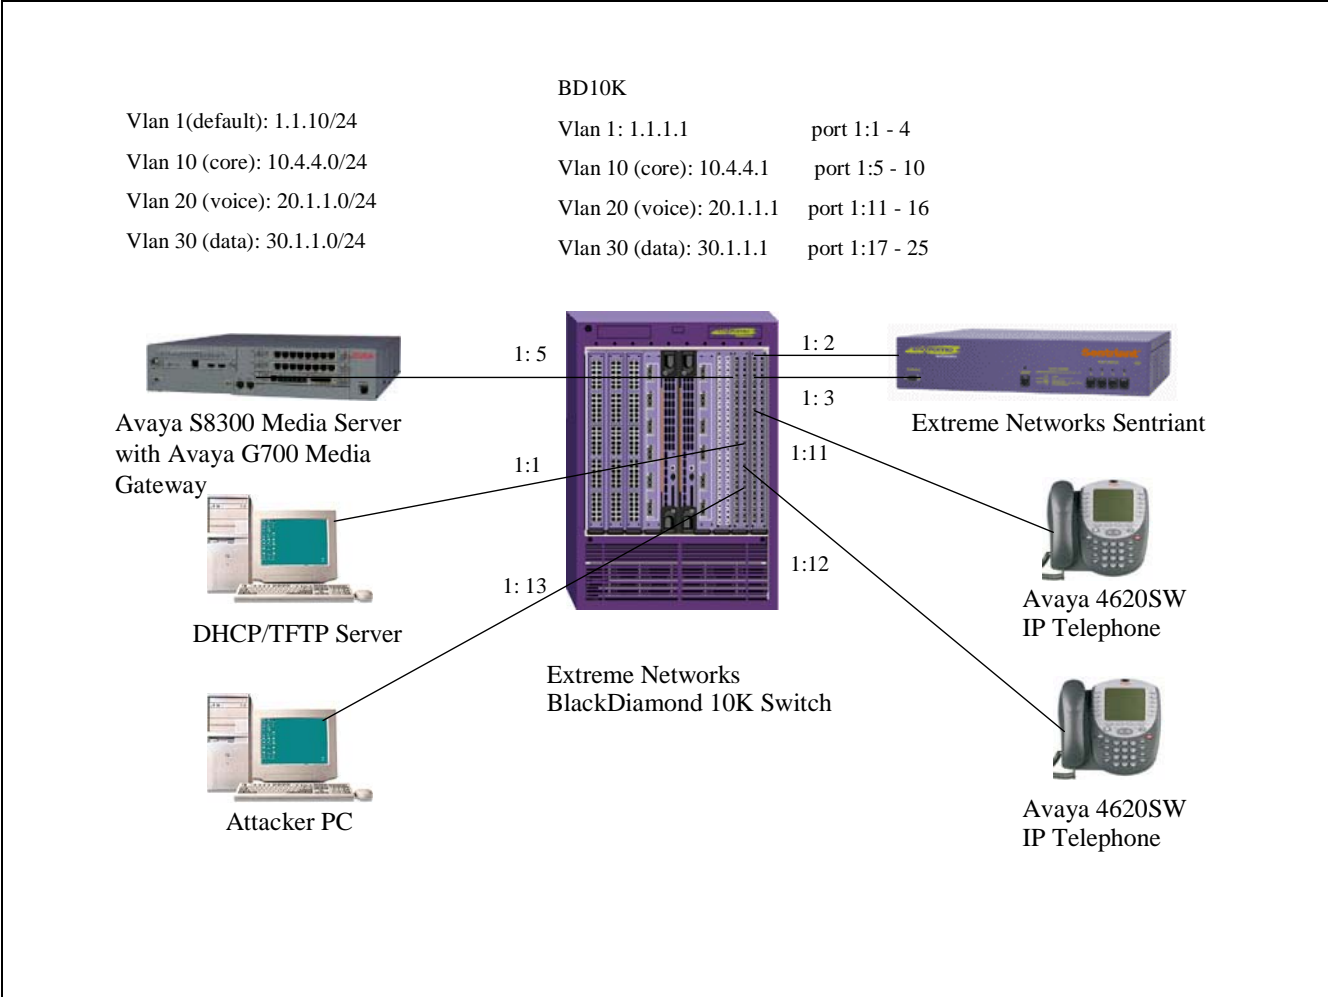 Vlan 1(default): 1.1.10/24
Vlan 10 (core): 10.4.4.0/24
Vlan 20 (voice): 20.1.1.0/24
Vlan 30 (data): 30.1.1.0/24
BD10K
Vlan 1: 1.1.1.1 port 1:1 - 4
Vlan 10 (core): 10.4.4.1 port 1:5 - 10
Vlan 20 (voice): 20.1.1.1 port 1:11 - 16
Vlan 30 (data): 30.1.1.1 port 1:17 - 25
1: 5
1: 2
Sentriant
1: 3
Avaya S8300 Media Server
with Avaya G700 Media
Gateway
Extreme Networks Sentriant
1:1
1:11
1: 13
1:12
DHCP/TFTP Server
Avaya 4620SW
IP Telephone
Extreme Networks
BlackDiamond 10K Switch
Attacker PC
Avaya 4620SW
IP Telephone